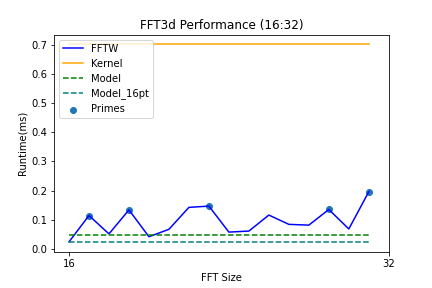 FFT3d Performance (16:32)
FFTW
Kernel
Model
Model_16pt
Primes
Runtime(ms)
0.7
0.6
0.5
0.4
0.3
0.2
0.1
0.0
16
32
FFT Size